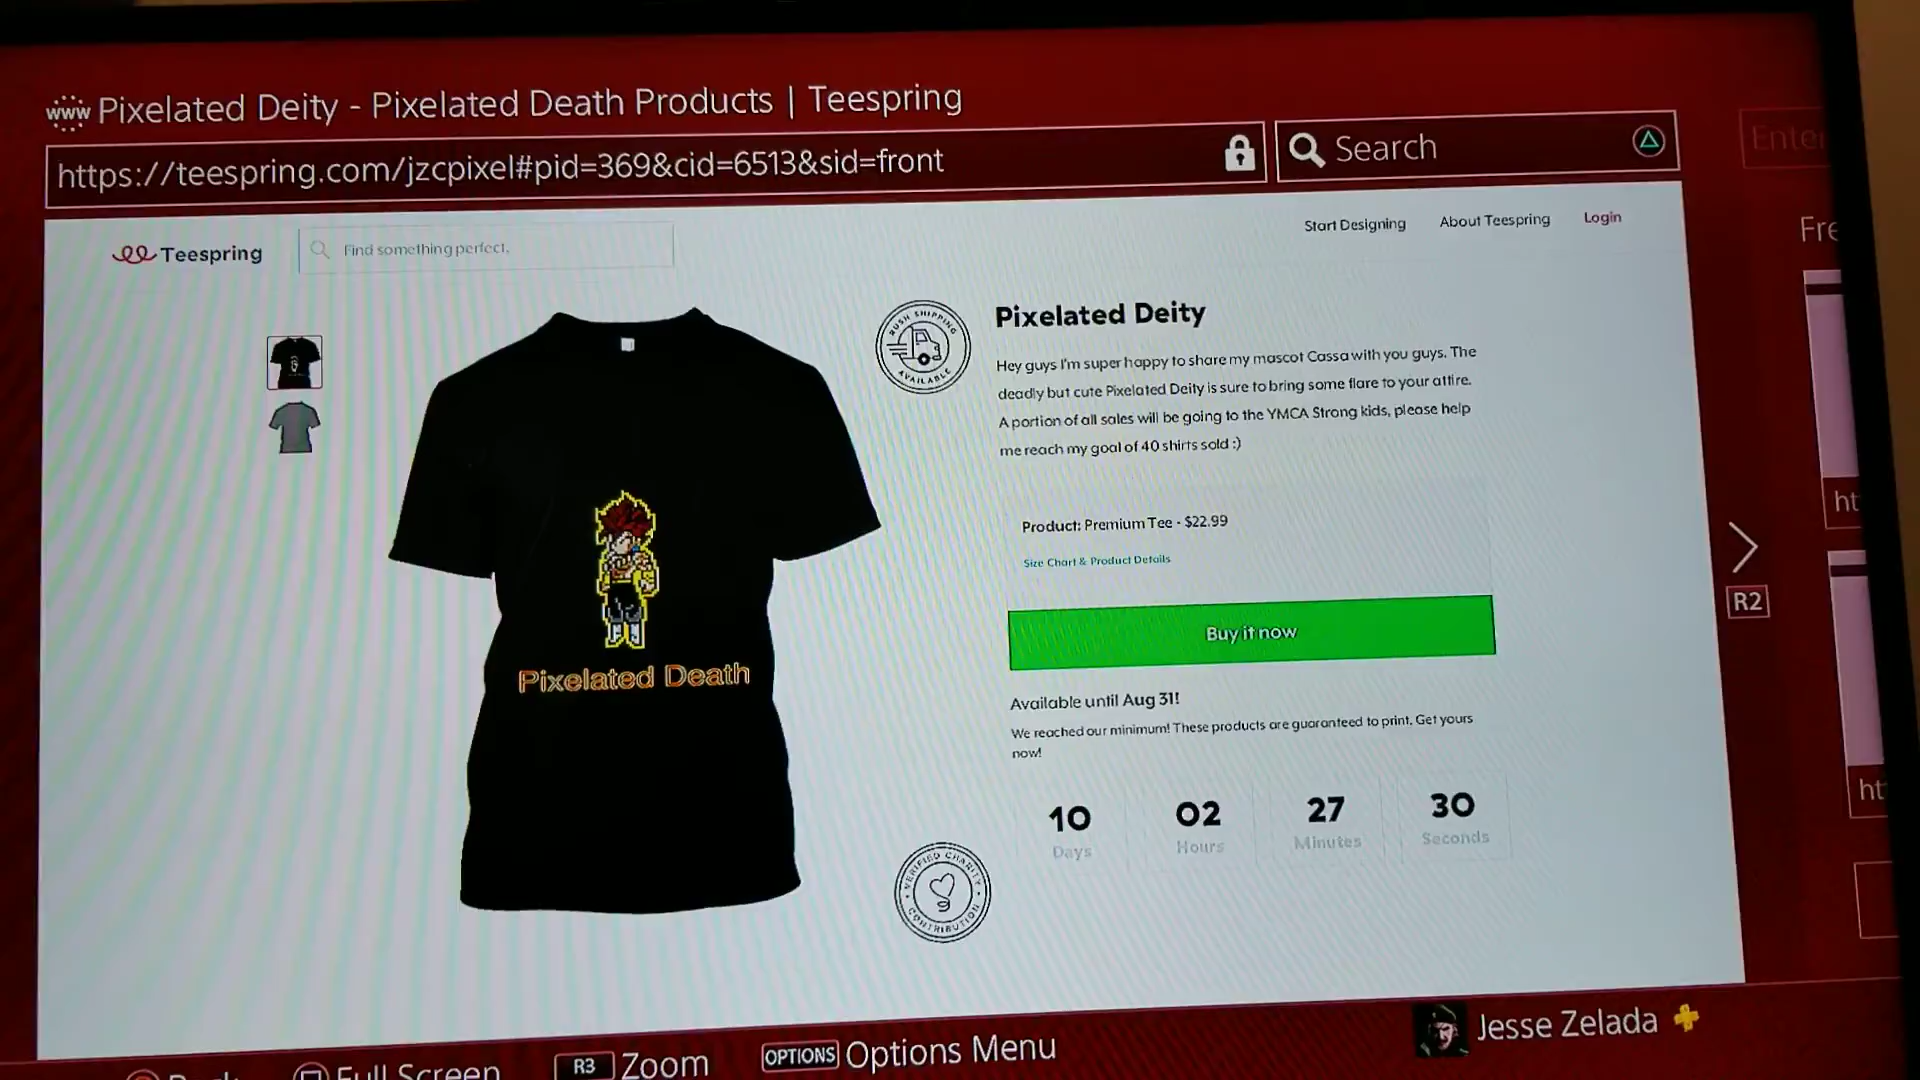 www Pixelated Deity - Pixelated Death Products | Teespring
https://teespring.com/jzcpixel#pid=369&cid=6513&sid=front
Search
Enter
Fre
Teespring
Find something perfect.
Start Designing
About Teespring
Login
RUSH SHIPPING
AVAILABLE
Pixelated Deity
Hey guys I'm super happy to share my mascot Cassa with you guys. The
deadly but cute Pixelated Deity is sure to bring some flare to your attire.
A portion of all sales will be going to the YMCA Strong kids, please help
me reach my goal of 40 shirts sold :)
Product: Premium Tee - $22.99
Size Chart & Product Details
Buy it now
Pixelated Death
Available until Aug 31!
We reached our minimum! These products are guaranteed to print. Get yours
now!
10
02
27
30
Days
Hours
Minutes
Seconds
VERIFIED CHARITY
CONTRIBUTION
R2
ht
ht
Full Screen
R3 Zoom
OPTIONS Options Menu
Jesse Zelada